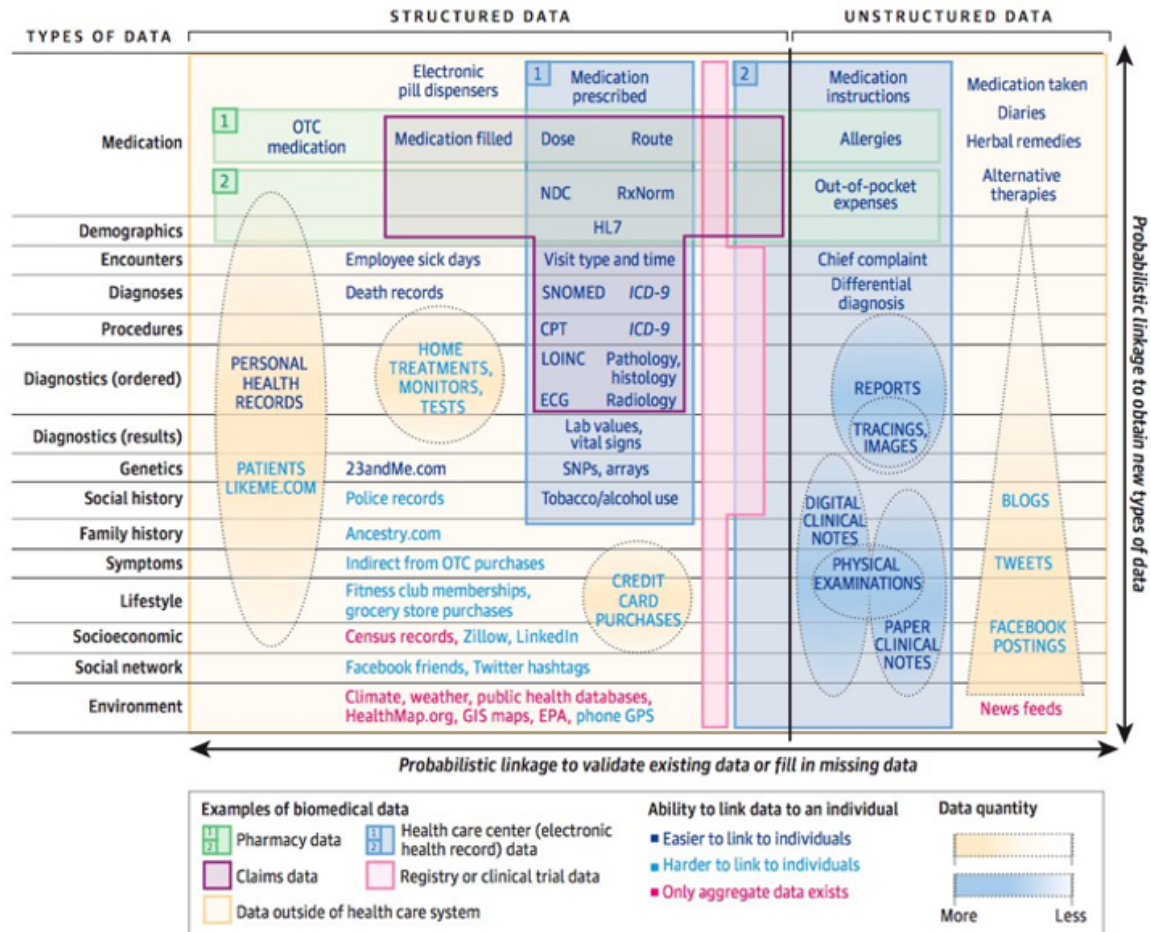 STRUCTURED DATA
UNSTRUCTURED DATA
TYPES OF DATA
Medication
Demographics
Encounters
Diagnoses
Procedures
Diagnostics (ordered)
Diagnostics (results)
Genetics
Social history
Family history
Symptoms
Lifestyle
Socioeconomic
Social network
Environment
1
2
OTC
medication
Electronic
pill dispensers
Medication filled
1
Medication
prescribed
Dose Route
NDC RxNorm
HL7
Visit type and time
SNOMED ICD-9
CPT ICD-9
LOINC Pathology,
histology
ECG Radiology
Lab values,
vital signs
SNPs, arrays
Tobacco/alcohol use
Employee sick days
Death records
HOME
TREATMENTS,
MONITORS,
TESTS
PERSONAL
HEALTH
RECORDS
PATIENTS
LIKEME.COM
23andMe.com
Police records
Ancestry.com
Indirect from OTC purchases
Fitness club memberships,
grocery store purchases
CREDIT
CARD
PURCHASES
Census records, Zillow, LinkedIn
Facebook friends, Twitter hashtags
Climate, weather, public health databases,
HealthMap.org, GIS maps, EPA, phone GPS
2
Medication
instructions
Allergies
Out-of-pocket
expenses
Chief complaint
Differential
diagnosis
REPORTS
TRACINGS,
IMAGES
DIGITAL
CLINICAL
NOTES
PHYSICAL
EXAMINATIONS
PAPER
CLINICAL
NOTES
Medication taken
Diaries
Herbal remedies
Alternative
therapies
BLOGS
TWEETS
FACEBOOK
POSTINGS
News feeds
Probabilistic linkage to obtain new types of data
Probabilistic linkage to validate existing data or fill in missing data
Examples of biomedical data
1
2
Pharmacy data
1
2
Health care center (electronic
health record) data
Claims data
Registry or clinical trial data
Data outside of health care system
Ability to link data to an individual
Easier to link to individuals
Harder to link to individuals
Only aggregate data exists
Data quantity
More Less